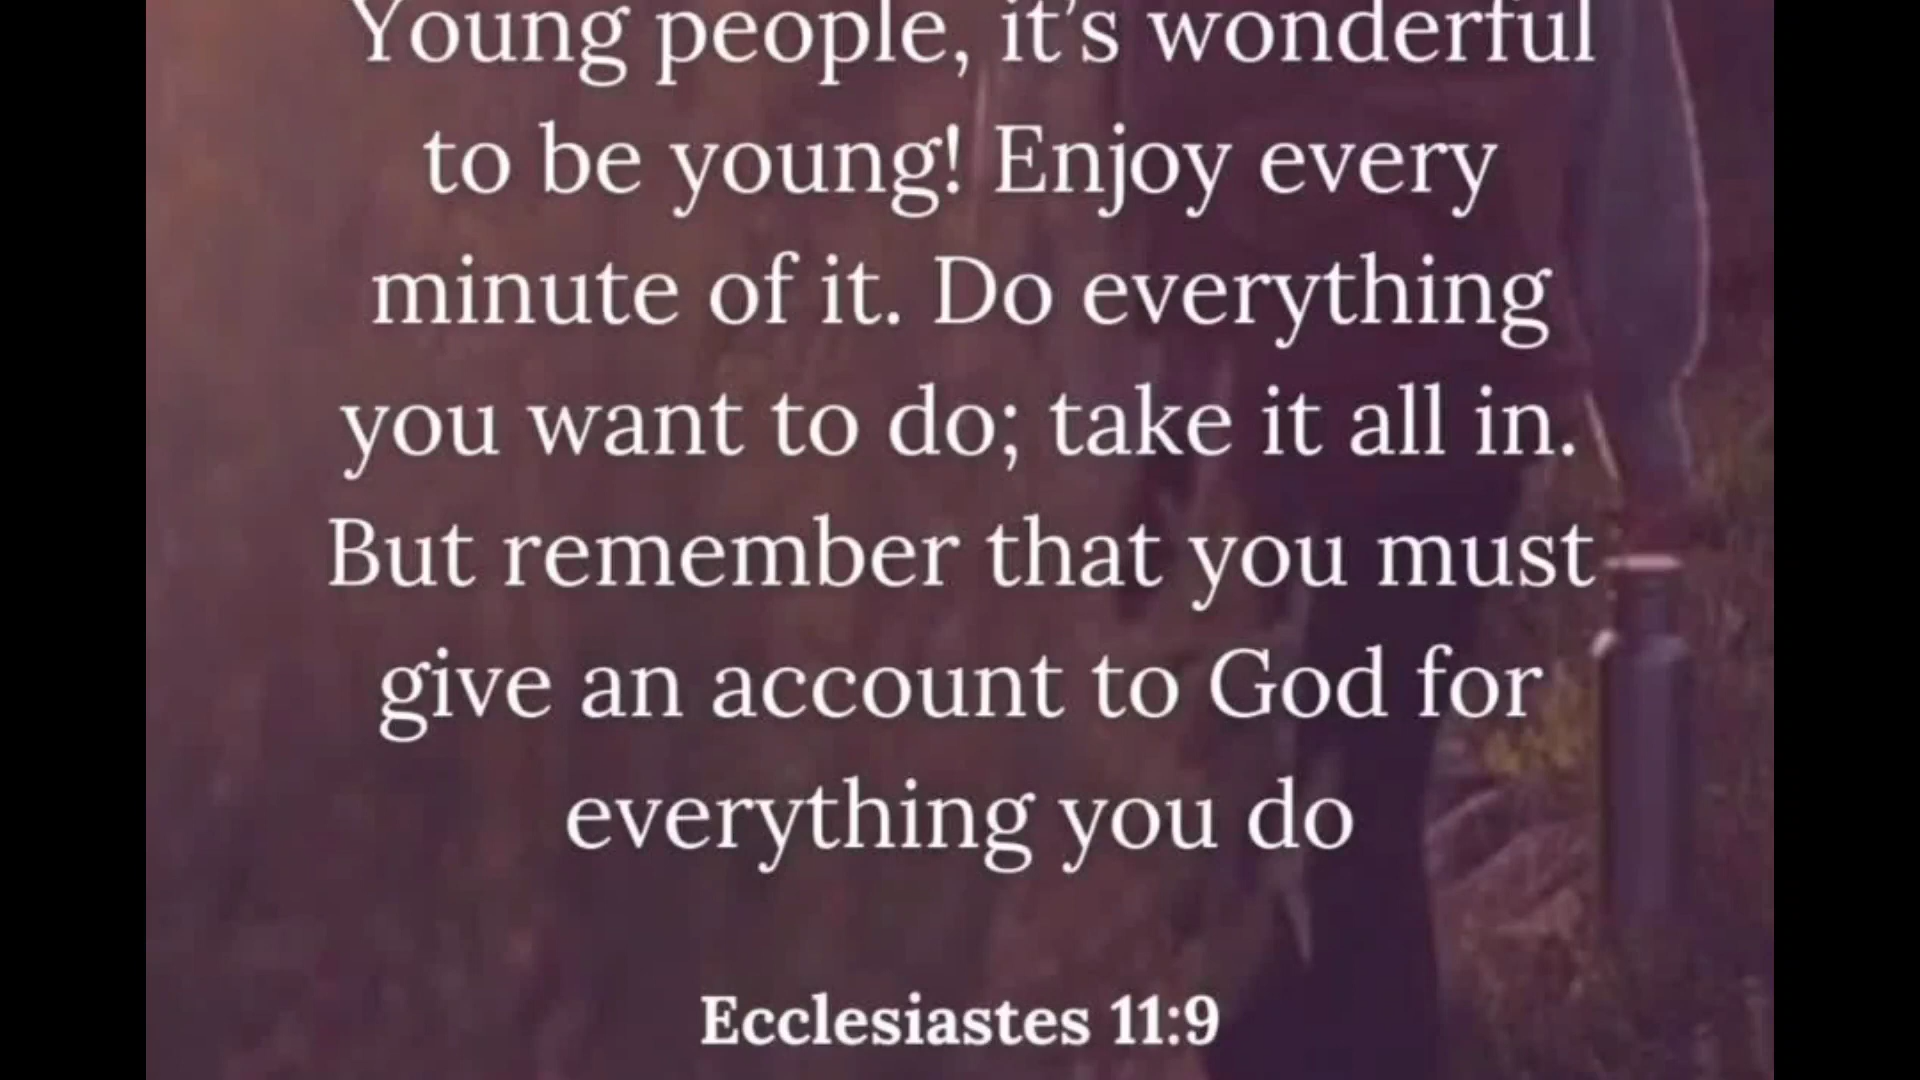 Young people, it's wonderful
to be young! Enjoy every
minute of it. Do everything
you want to do; take it all in.
But remember that you must
give an account to God for
everything you do
Ecclesiastes 11:9